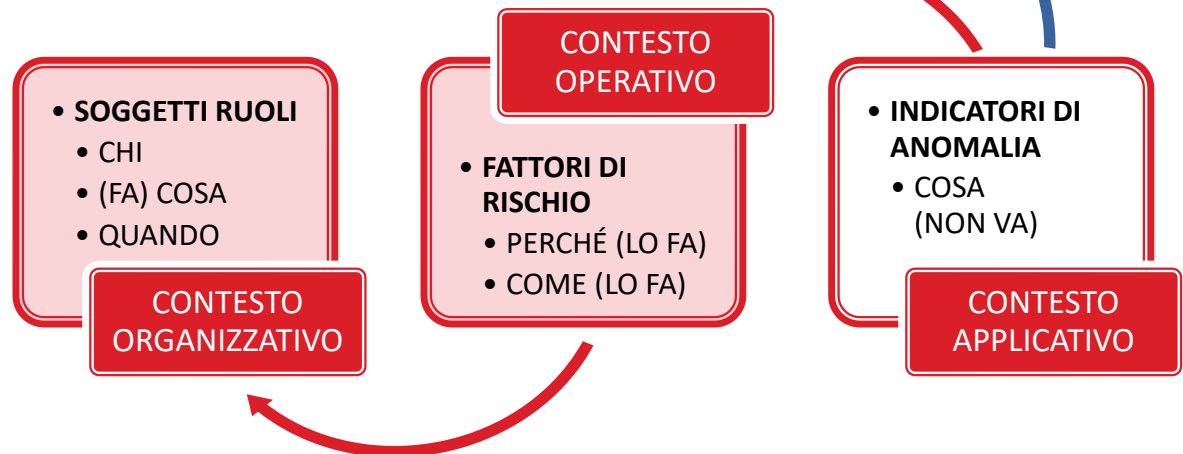 • SOGGETTI RUOLI
• CHI
• (FA) COSA
• QUANDO
CONTESTO
ORGANIZZATIVO
CONTESTO
OPERATIVO
• FATTORI DI
RISCHIO
• PERCHÉ (LO FA)
• COME (LO FA)
• INDICATORI DI
ANOMALIA
• COSA
(NON VA)
CONTESTO
APPLICATIVO